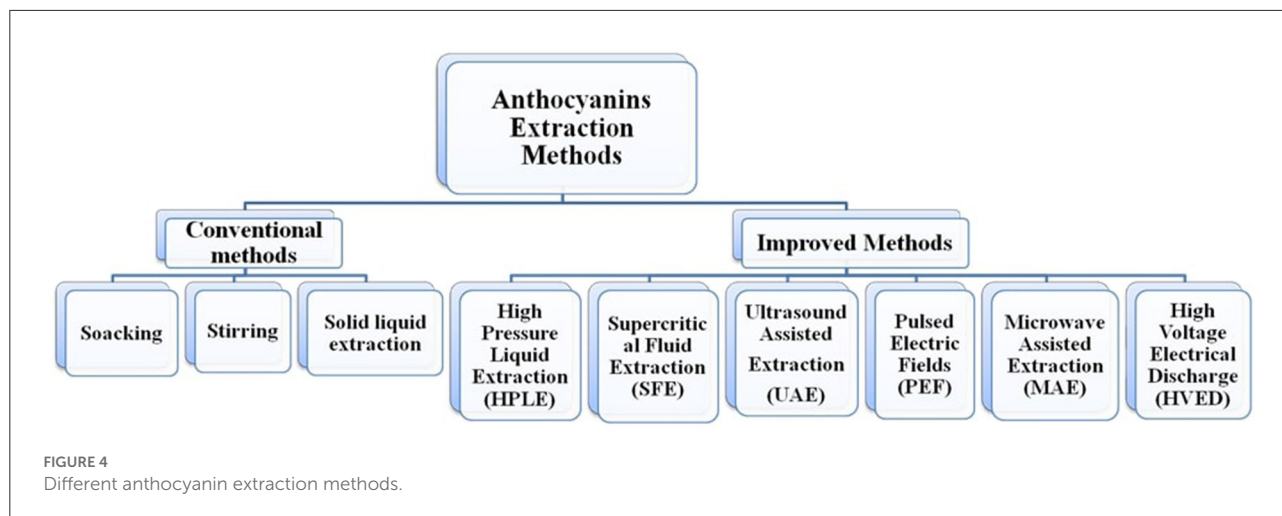 Anthocyanins
Extraction
Methods
Conventional
methods
Improved Methods
Soacking
Stirring
Solid liquid
extraction
High
Pressure
Liquid
Extraction
(HPLE)
Supercritic
al Fluid
Extraction
(SFE)
Ultrasound
Assisted
Extraction
(UAE)
Pulsed
Electric
Fields
(PEF)
Microwave
Assisted
Extraction
(MAE)
High
Voltage
Electrical
Discharge
(HVED)
FIGURE 4
Different anthocyanin extraction methods.